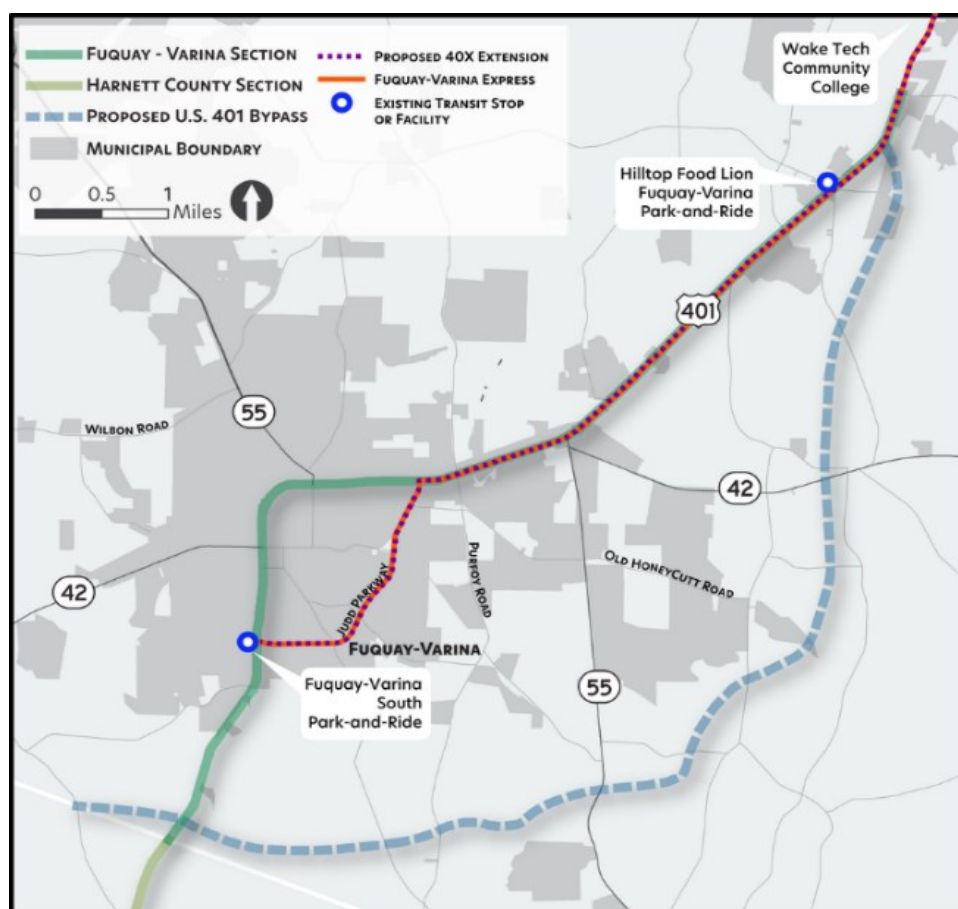 Fuquay - Varina Section
Harnett County Section
Proposed U.S. 401 Bypass
Municipal Boundary
0 0.5 1
Miles
Proposed 40X Extension
Fuquay-Varina Express
Existing Transit Stop
or Facility
Wake Tech
Community
College
Hilltop Food Lion
Fuquay-Varina
Park-and-Ride
401
55
Wilbon Road
42
Old HoneyCutt Road
Purfoy Road
Judd Parkway
42
Fuquay-Varina
Fuquay-Varina
South
Park-and-Ride
55